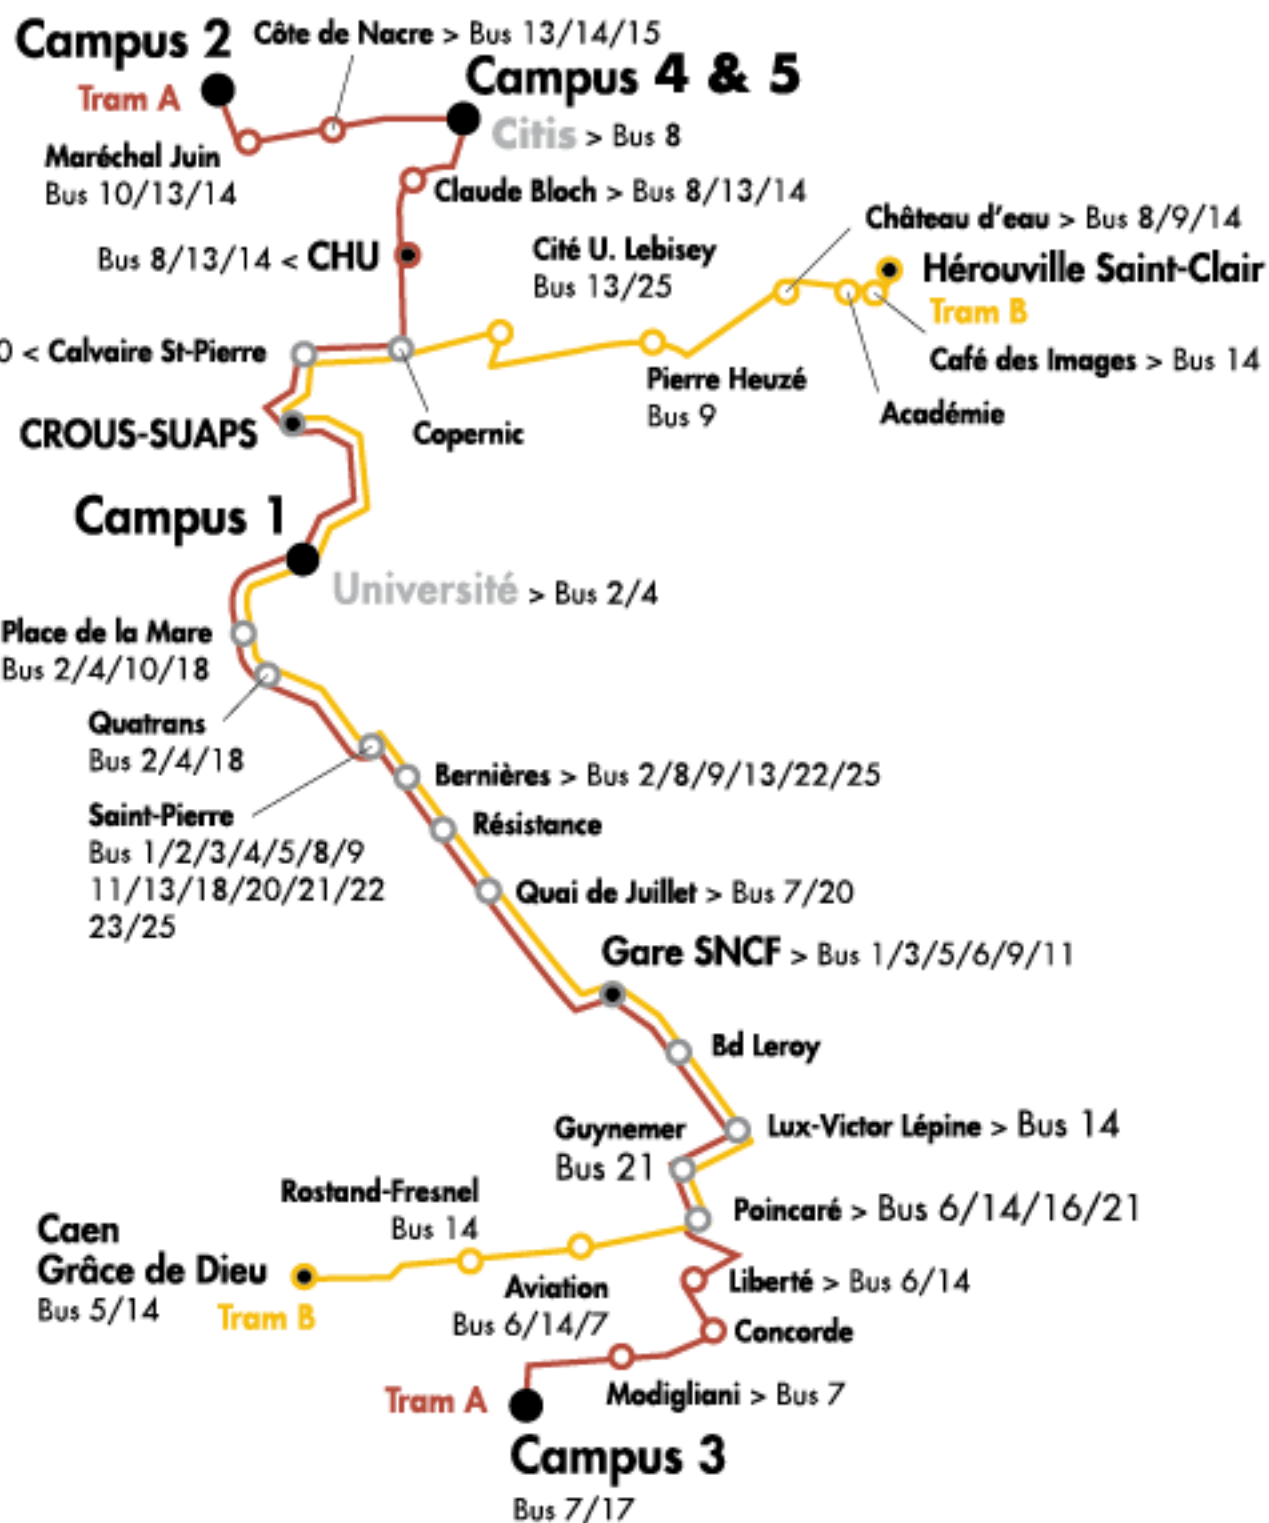 Campus 2
Côte de Nacre > Bus 13/14/15
Tram A
Campus 4 & 5
Citis > Bus 8
Maréchal Juin
Bus 10/13/14
Claude Bloch > Bus 8/13/14
Château d'eau > Bus 8/9/14
Bus 8/13/14 < CHU
Cité U. Lebisey
Bus 13/25
Hérouville Saint-Clair
Tram B
0 < Calvaire St-Pierre
Café des Images > Bus 14
Pierre Heuzé
Bus 9
Académie
CROUS-SUAPS
Copernic
Campus 1
Université > Bus 2/4
Place de la Mare
Bus 2/4/10/18
Quatrans
Bus 2/4/18
Bernières > Bus 2/8/9/13/22/25
Saint-Pierre
Bus 1/2/3/4/5/8/9
11/13/18/20/21/22
23/25
Résistance
Quai de Juillet > Bus 7/20
Gare SNCF > Bus 1/3/5/6/9/11
Bd Leroy
Guynemer
Bus 21
Lux-Victor Lépine > Bus 14
Rostand-Fresnel
Bus 14
Poincaré > Bus 6/14/16/21
Caen
Grâce de Dieu
Bus 5/14
Tram B
Aviation
Bus 6/14/7
Liberté > Bus 6/14
Concorde
Tram A
Modigliani > Bus 7
Campus 3
Bus 7/17